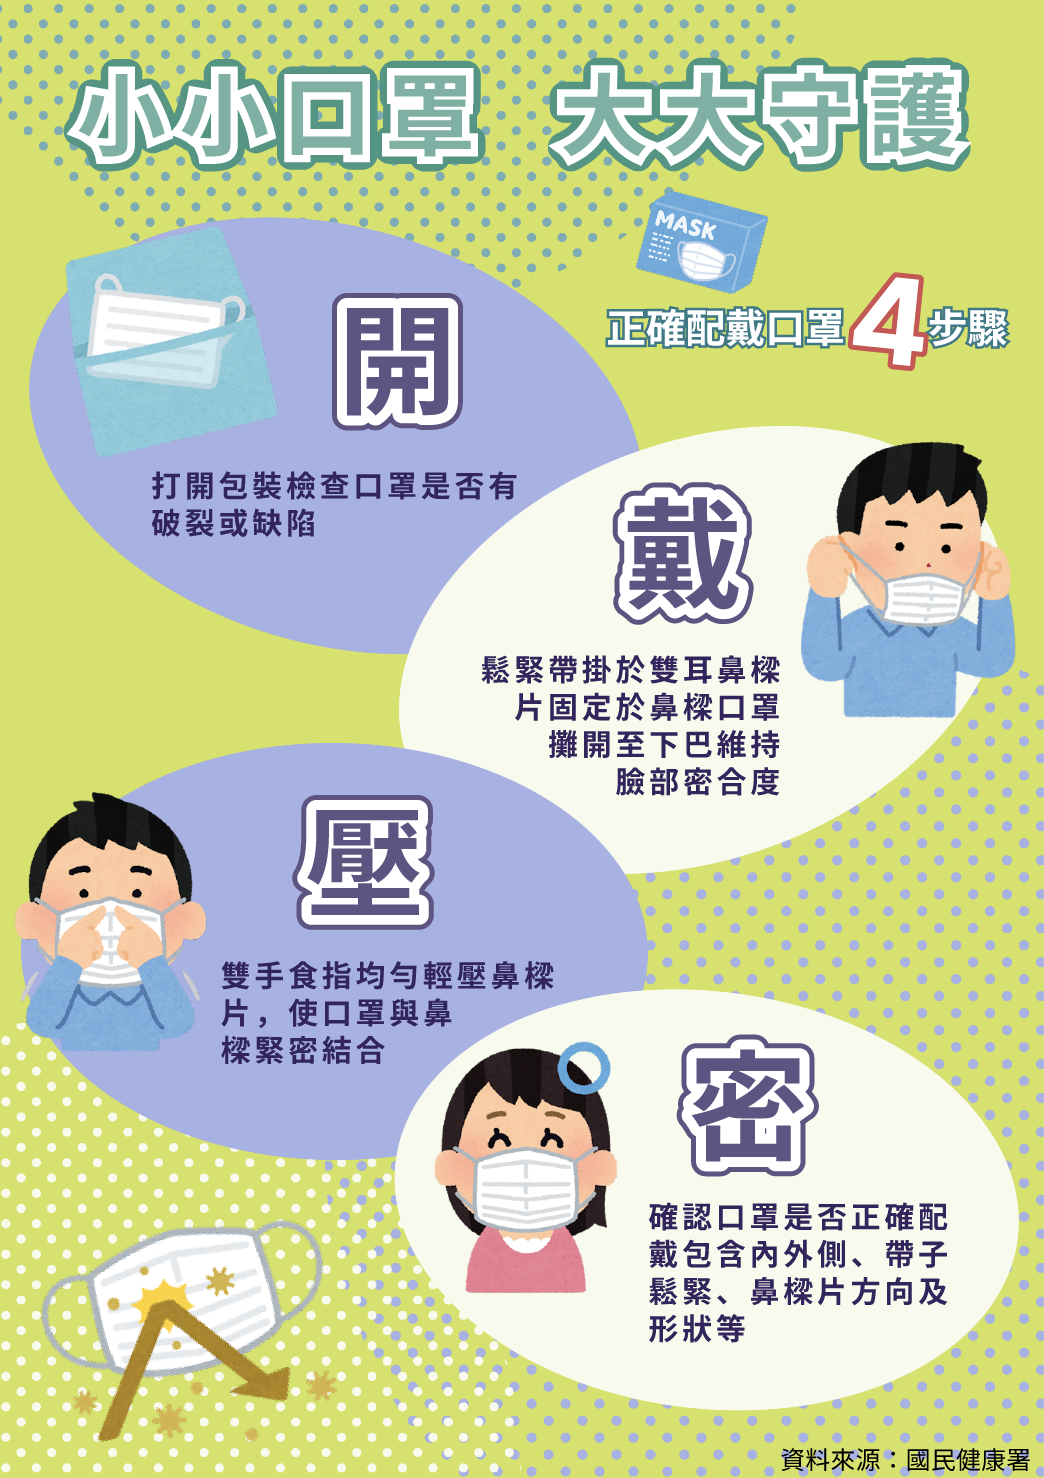 小小口罩 大大守護
MASK
正確配戴口罩4步驟
開
打開包裝檢查口罩是否有
破裂或缺陷
戴
鬆緊帶掛於雙耳鼻樑
片固定於鼻樑口罩
攤開至下巴維持
臉部密合度
壓
雙手食指均勻輕壓鼻樑
片，使口罩與鼻
樑緊密結合
密
確認口罩是否正確配
戴包含內外側、帶子
鬆緊、鼻樑片方向及
形狀等
資料來源：國民健康署